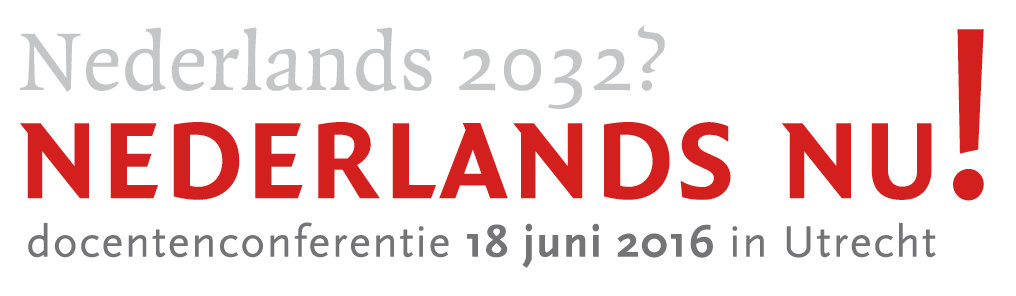 Nederlands 2032?
NEDERLANDS NU!
docentenconferentie 18 juni 2016 in Utrecht